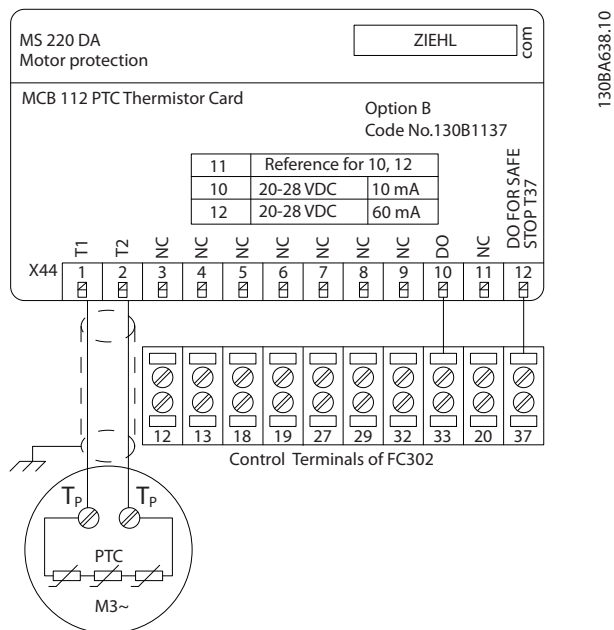 MS 220 DA
Motor protection
ZIEHL
com
130BA638.10
MCB 112 PTC Thermistor Card
Option B
Code No.130B1137
11 Reference for 10, 12
10 20-28 VDC 10 mA
12 20-28 VDC 60 mA
T1 T2 NC NC NC NC NC NC NC DO NC DO FOR SAFE STOP T37
X44 1 2 3 4 5 6 7 8 9 10 11 12
12 13 18 19 27 29 32 33 20 37
Control Terminals of FC302
TP TP
PTC
M3~